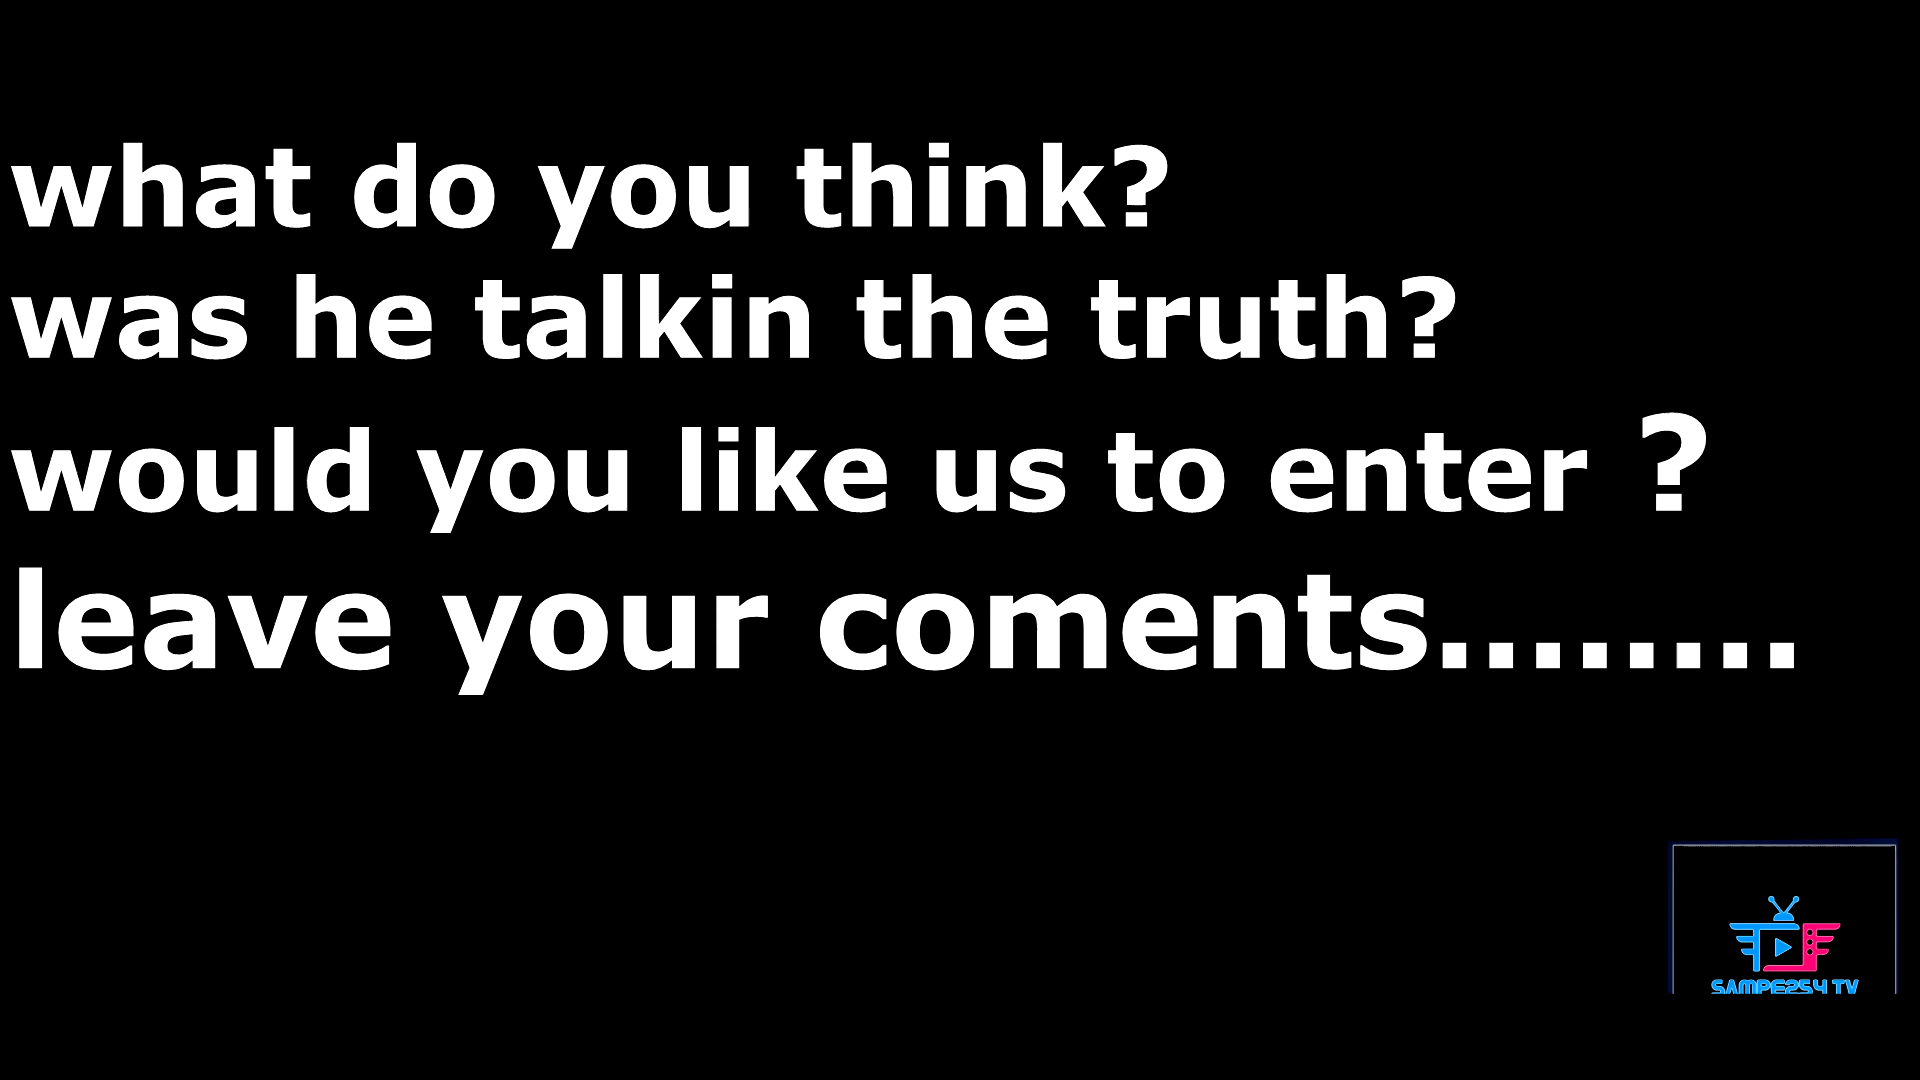 what do you think?
was he talkin the truth?
would you like us to enter ?
leave your coments........
SAMPE254 TV